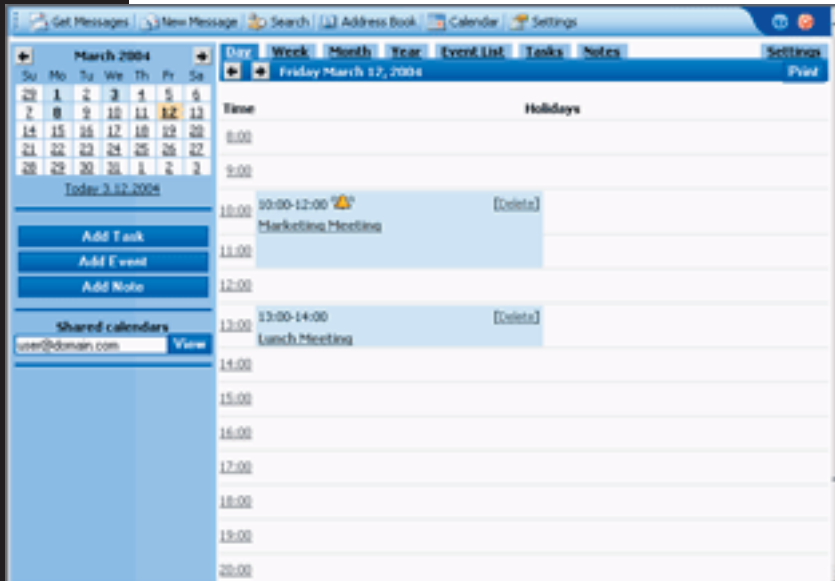 Get Messages New Message Search Address Book Calendar Settings
March 2004
Su Mo Tu We Th Fr Sa
29 1 2 3 4 5 6
7 8 9 10 11 12 13
14 15 16 17 18 19 20
21 22 23 24 25 26 27
28 29 30 31 1 2 3
Today 3.12.2004
Add Task
Add Event
Add Note
Shared calendars
user@domain.com View
Day Week Month Year Event List Tasks Notes Settings
Friday March 12, 2004 Print
Time Holidays
8:00
9:00
10:00 10:00-12:00 [Delete]
Marketing Meeting
11:00
12:00
13:00 13:00-14:00 [Delete]
Lunch Meeting
14:00
15:00
16:00
17:00
18:00
19:00
20:00